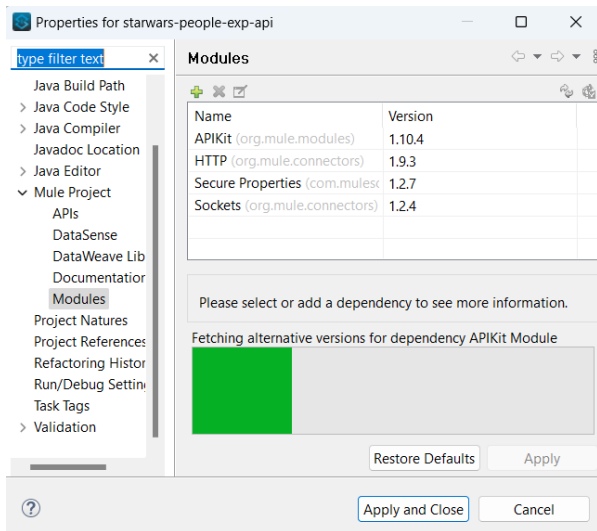 Properties for starwars-people-exp-api
type filter text
Modules
Java Build Path
Java Code Style
Java Compiler
Javadoc Location
Java Editor
Mule Project
APIs
DataSense
DataWeave Lib
Documentation
Modules
Project Natures
Project References
Refactoring Histor
Run/Debug Settin
Task Tags
Validation
Name Version
APIKit (org.mule.modules) 1.10.4
HTTP (org.mule.connectors) 1.9.3
Secure Properties (com.mulesc 1.2.7
Sockets (org.mule.connectors) 1.2.4
Please select or add a dependency to see more information.
Fetching alternative versions for dependency APIKit Module
Restore Defaults Apply
Apply and Close Cancel